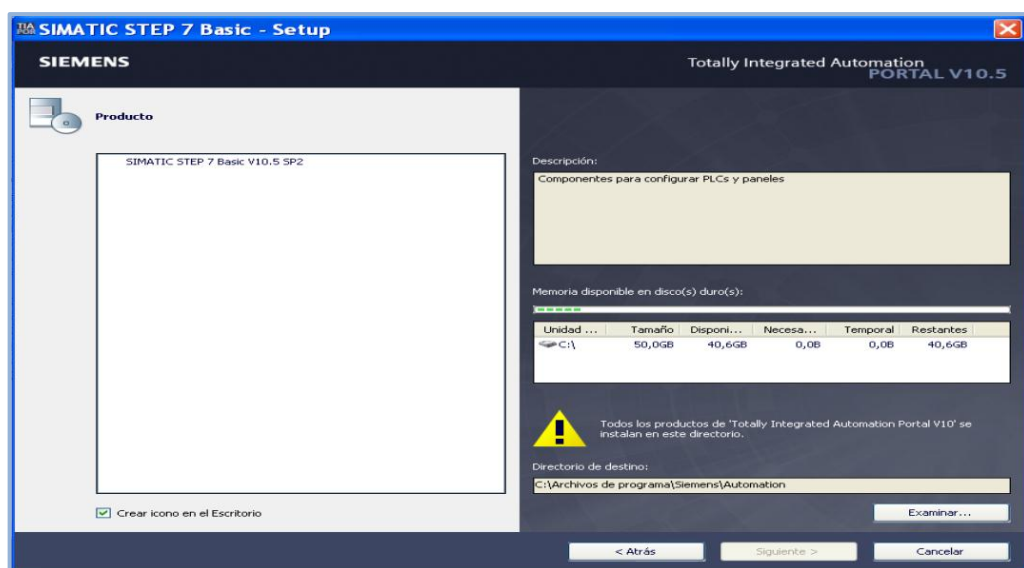 SIMATIC STEP 7 Basic - Setup
SIEMENS
Totally Integrated Automation
PORTAL V10.5
Producto
SIMATIC STEP 7 Basic V10.5 SP2
Crear icono en el Escritorio
Descripción:
Componentes para configurar PLCs y paneles
Memoria disponible en disco(s) duro(s):
Unidad ... Tamaño Disponi... Necesa... Temporal Restantes
C:\ 50,0GB 40,6GB 0,0B 0,0B 40,6GB
Todos los productos de 'Totally Integrated Automation Portal V10' se
instalan en este directorio.
Directorio de destino:
C:\Archivos de programa\Siemens\Automation
Examinar...
< Atrás Siguiente > Cancelar